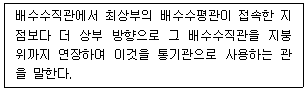 배수수직관에서 최상부의 배수수평관이 접속한 지
점보다 더 상부 방향으로 그 배수수직관을 지붕
위까지 연장하여 이것을 통기관으로 사용하는 관
을 말한다.